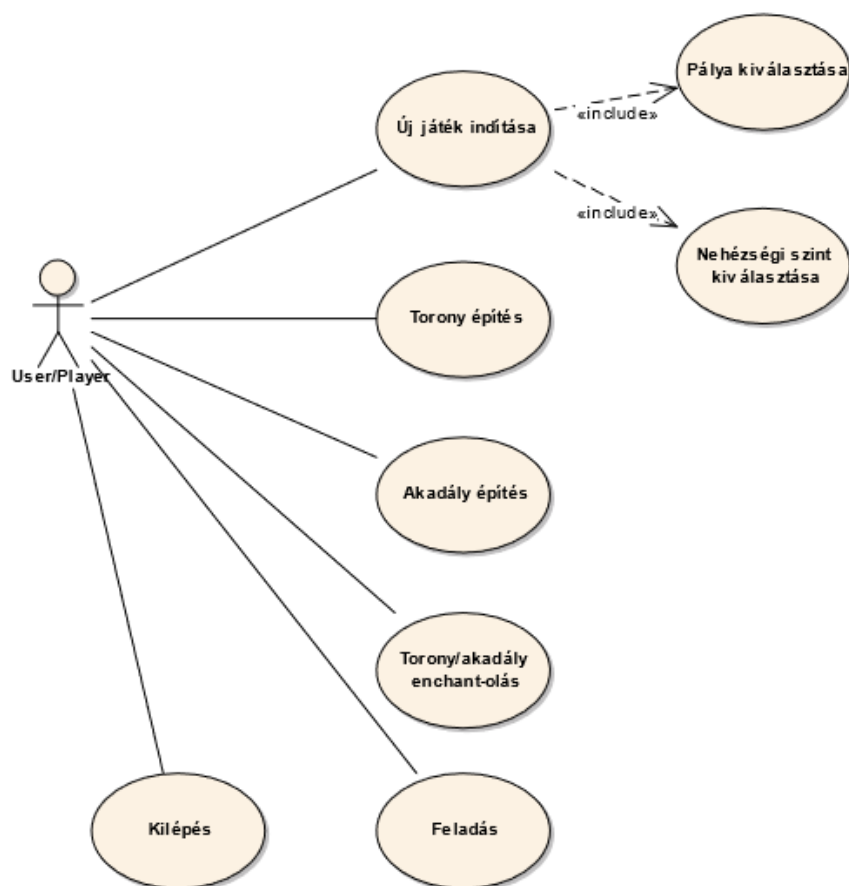 Pálya kiválasztása
Új játék indítása
«include»
«include»
Nehézségi szint
kiválasztása
Torony építés
User/Player
Akadály építés
Torony/akadály
enchant-olás
Kilépés
Feladás